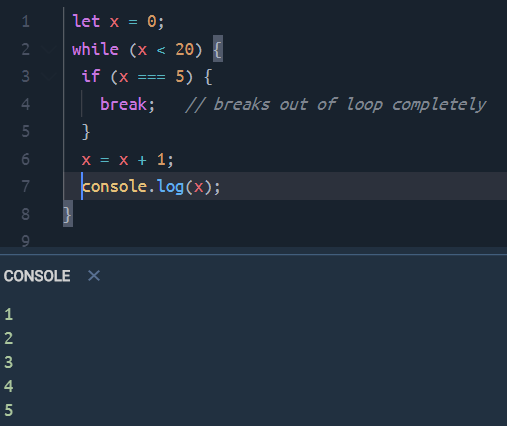 1 let x = 0;
2 while (x < 20) {
3 if (x === 5) {
4 break; // breaks out of loop completely
5 }
6 x = x + 1;
7 console.log(x);
8 }
9
CONSOLE ×
1
2
3
4
5